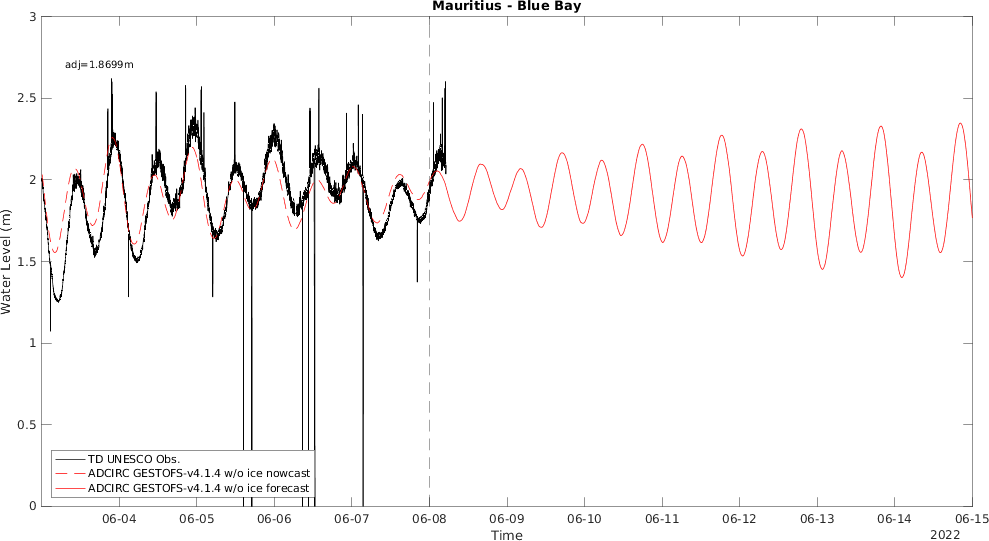 Mauritius - Blue Bay
3
adj=1.8699m
2.5
2
1.5
1
0.5
0
Water Level (m)
TD UNESCO Obs.
ADCIRC GESTOFS-v4.1.4 w/o ice nowcast
ADCIRC GESTOFS-v4.1.4 w/o ice forecast
06-04 06-05 06-06 06-07 06-08 06-09 06-10 06-11 06-12 06-13 06-14 06-15
Time
2022